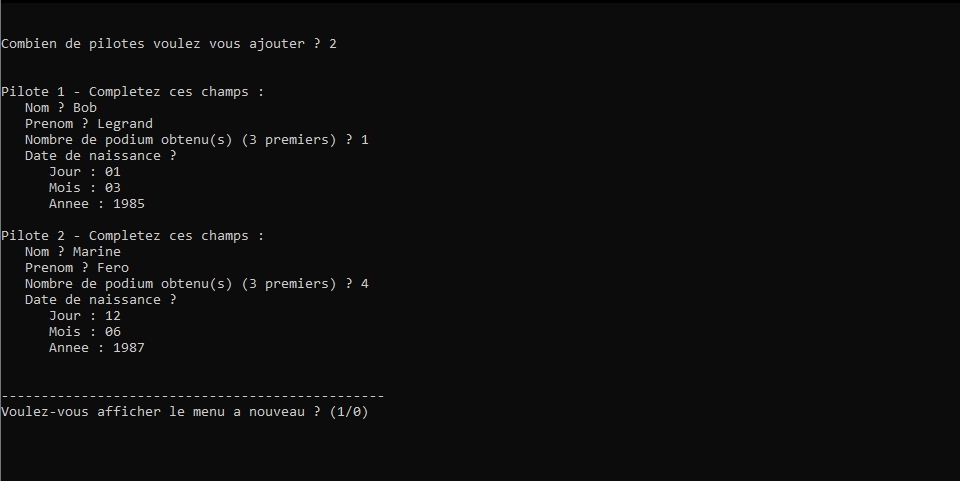 Combien de pilotes voulez vous ajouter ? 2
Pilote 1 - Completez ces champs :
Nom ? Bob
Prenom ? Legrand
Nombre de podium obtenu(s) (3 premiers) ? 1
Date de naissance ?
Jour : 01
Mois : 03
Annee : 1985
Pilote 2 - Completez ces champs :
Nom ? Marine
Prenom ? Fero
Nombre de podium obtenu(s) (3 premiers) ? 4
Date de naissance ?
Jour : 12
Mois : 06
Annee : 1987
------------------------------------------------
Voulez-vous afficher le menu a nouveau ? (1/0)